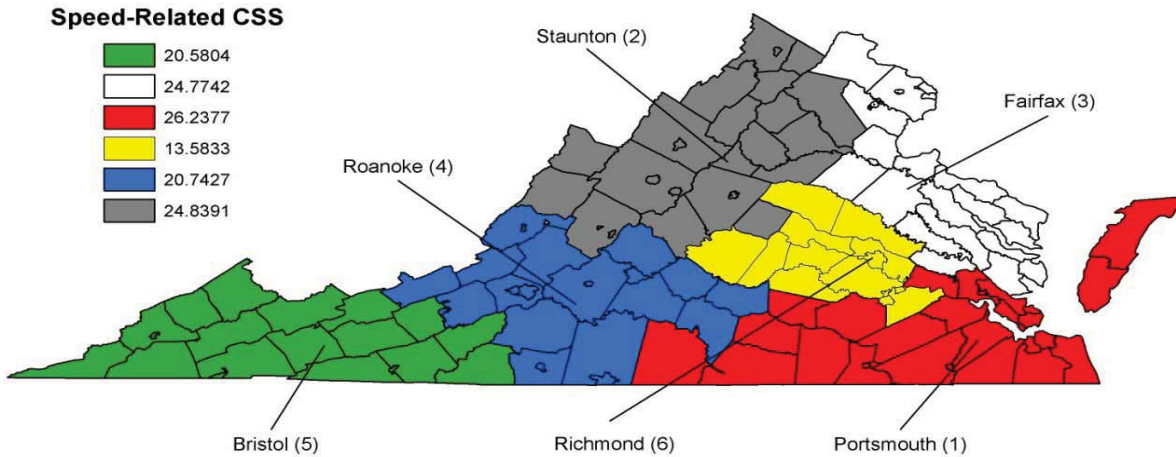 Speed-Related CSS
20.5804
24.7742
26.2377
13.5833
20.7427
24.8391
Staunton (2)
Fairfax (3)
Roanoke (4)
Bristol (5)
Richmond (6)
Portsmouth (1)